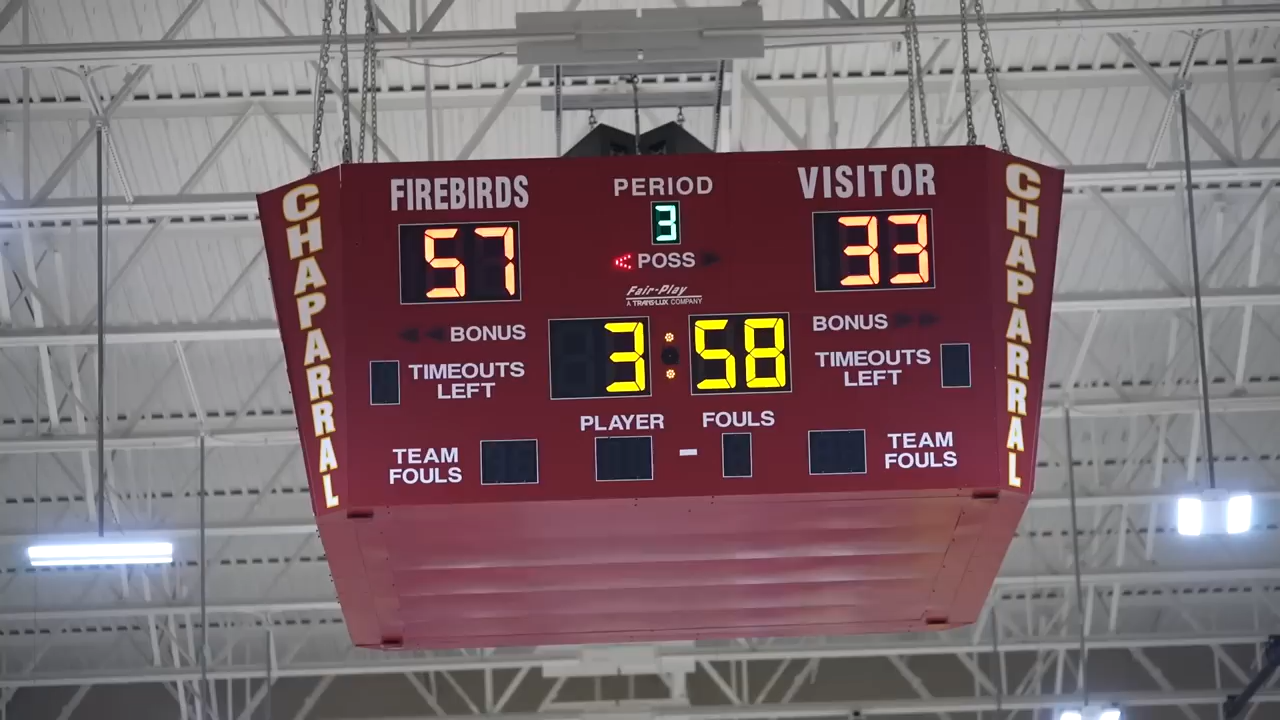 CHAPARRAL
FIREBIRDS
57
PERIOD
3
POSS
VISITOR
33
CHAPARRAL
Fair-Play
A TRANS-LUX COMPANY
BONUS
3:58
BONUS
TIMEOUTS
LEFT
TIMEOUTS
LEFT
PLAYER
FOULS
TEAM
FOULS
-
TEAM
FOULS